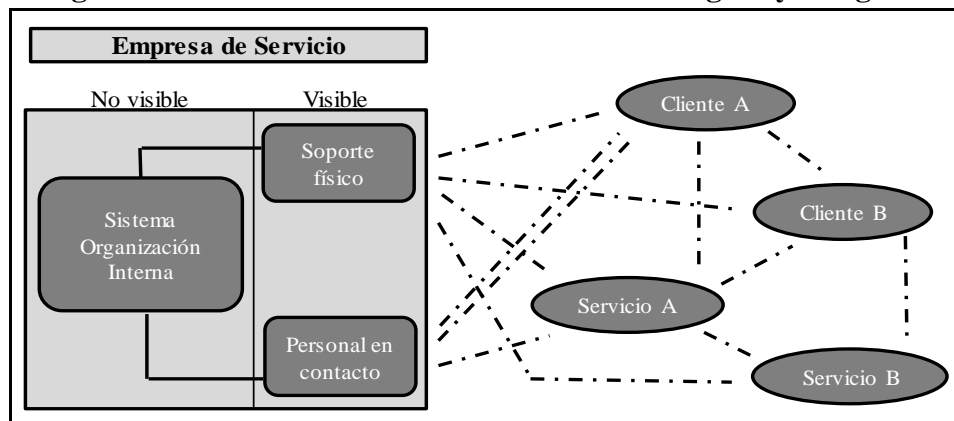 Empresa de Servicio
No visible
Visible
Soporte
físico
Sistema
Organización
Interna
Personal en
contacto
Cliente A
Cliente B
Servicio A
Servicio B